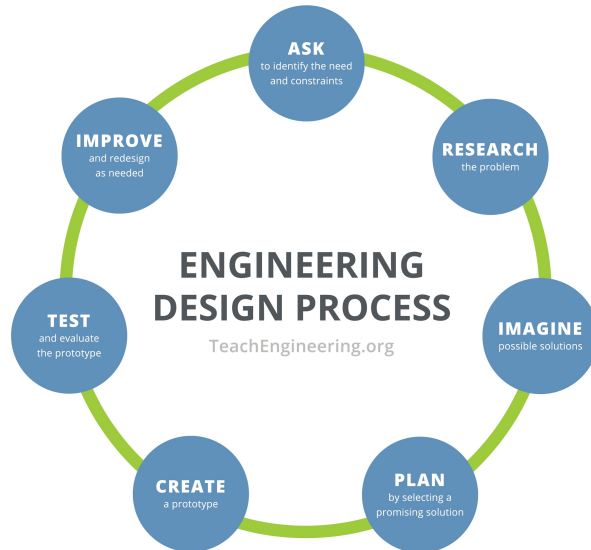 ASK
to identify the need
and constraints
RESEARCH
the problem
IMAGINE
possible solutions
PLAN
by selecting a
promising solution
CREATE
a prototype
TEST
and evaluate
the prototype
IMPROVE
and redesign
as needed
ENGINEERING
DESIGN PROCESS
TeachEngineering.org